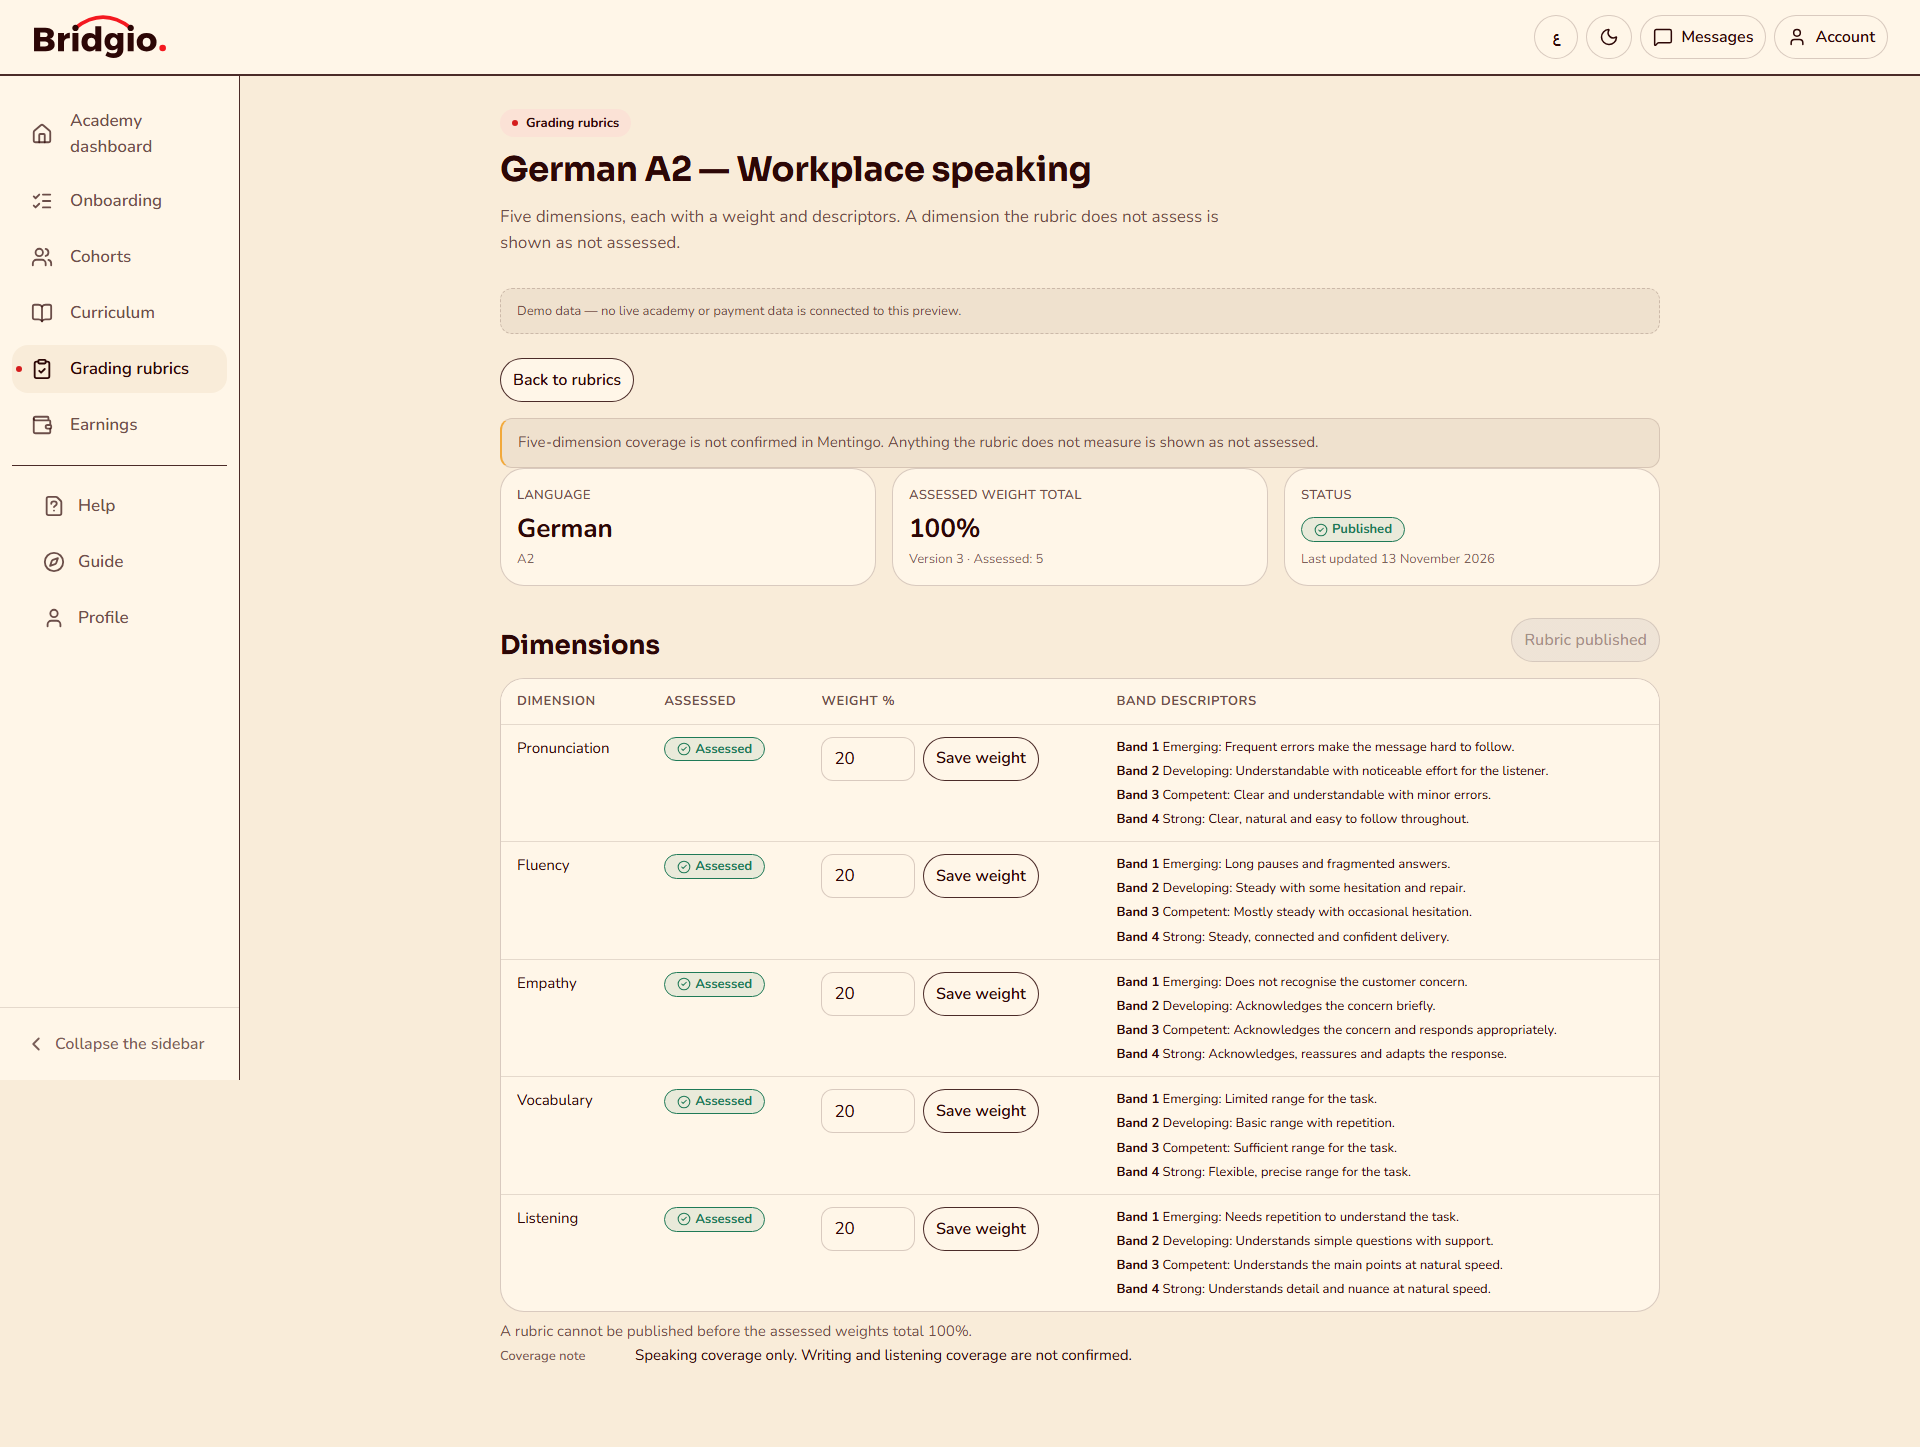 Bridgio.
ع
Messages
Account
Academy
dashboard
Onboarding
Cohorts
Curriculum
Grading rubrics
Earnings
Help
Guide
Profile
Collapse the sidebar
Grading rubrics
German A2 — Workplace speaking
Five dimensions, each with a weight and descriptors. A dimension the rubric does not assess is
shown as not assessed.
Demo data — no live academy or payment data is connected to this preview.
Back to rubrics
Five-dimension coverage is not confirmed in Mentingo. Anything the rubric does not measure is shown as not assessed.
LANGUAGE
German
A2
ASSESSED WEIGHT TOTAL
100%
Version 3 · Assessed: 5
STATUS
Published
Last updated 13 November 2026
Dimensions
Rubric published
DIMENSION ASSESSED WEIGHT % BAND DESCRIPTORS
Pronunciation Assessed 20 Save weight
Band 1 Emerging: Frequent errors make the message hard to follow.
Band 2 Developing: Understandable with noticeable effort for the listener.
Band 3 Competent: Clear and understandable with minor errors.
Band 4 Strong: Clear, natural and easy to follow throughout.
Fluency Assessed 20 Save weight
Band 1 Emerging: Long pauses and fragmented answers.
Band 2 Developing: Steady with some hesitation and repair.
Band 3 Competent: Mostly steady with occasional hesitation.
Band 4 Strong: Steady, connected and confident delivery.
Empathy Assessed 20 Save weight
Band 1 Emerging: Does not recognise the customer concern.
Band 2 Developing: Acknowledges the concern briefly.
Band 3 Competent: Acknowledges the concern and responds appropriately.
Band 4 Strong: Acknowledges, reassures and adapts the response.
Vocabulary Assessed 20 Save weight
Band 1 Emerging: Limited range for the task.
Band 2 Developing: Basic range with repetition.
Band 3 Competent: Sufficient range for the task.
Band 4 Strong: Flexible, precise range for the task.
Listening Assessed 20 Save weight
Band 1 Emerging: Needs repetition to understand the task.
Band 2 Developing: Understands simple questions with support.
Band 3 Competent: Understands the main points at natural speed.
Band 4 Strong: Understands detail and nuance at natural speed.
A rubric cannot be published before the assessed weights total 100%.
Coverage note Speaking coverage only. Writing and listening coverage are not confirmed.